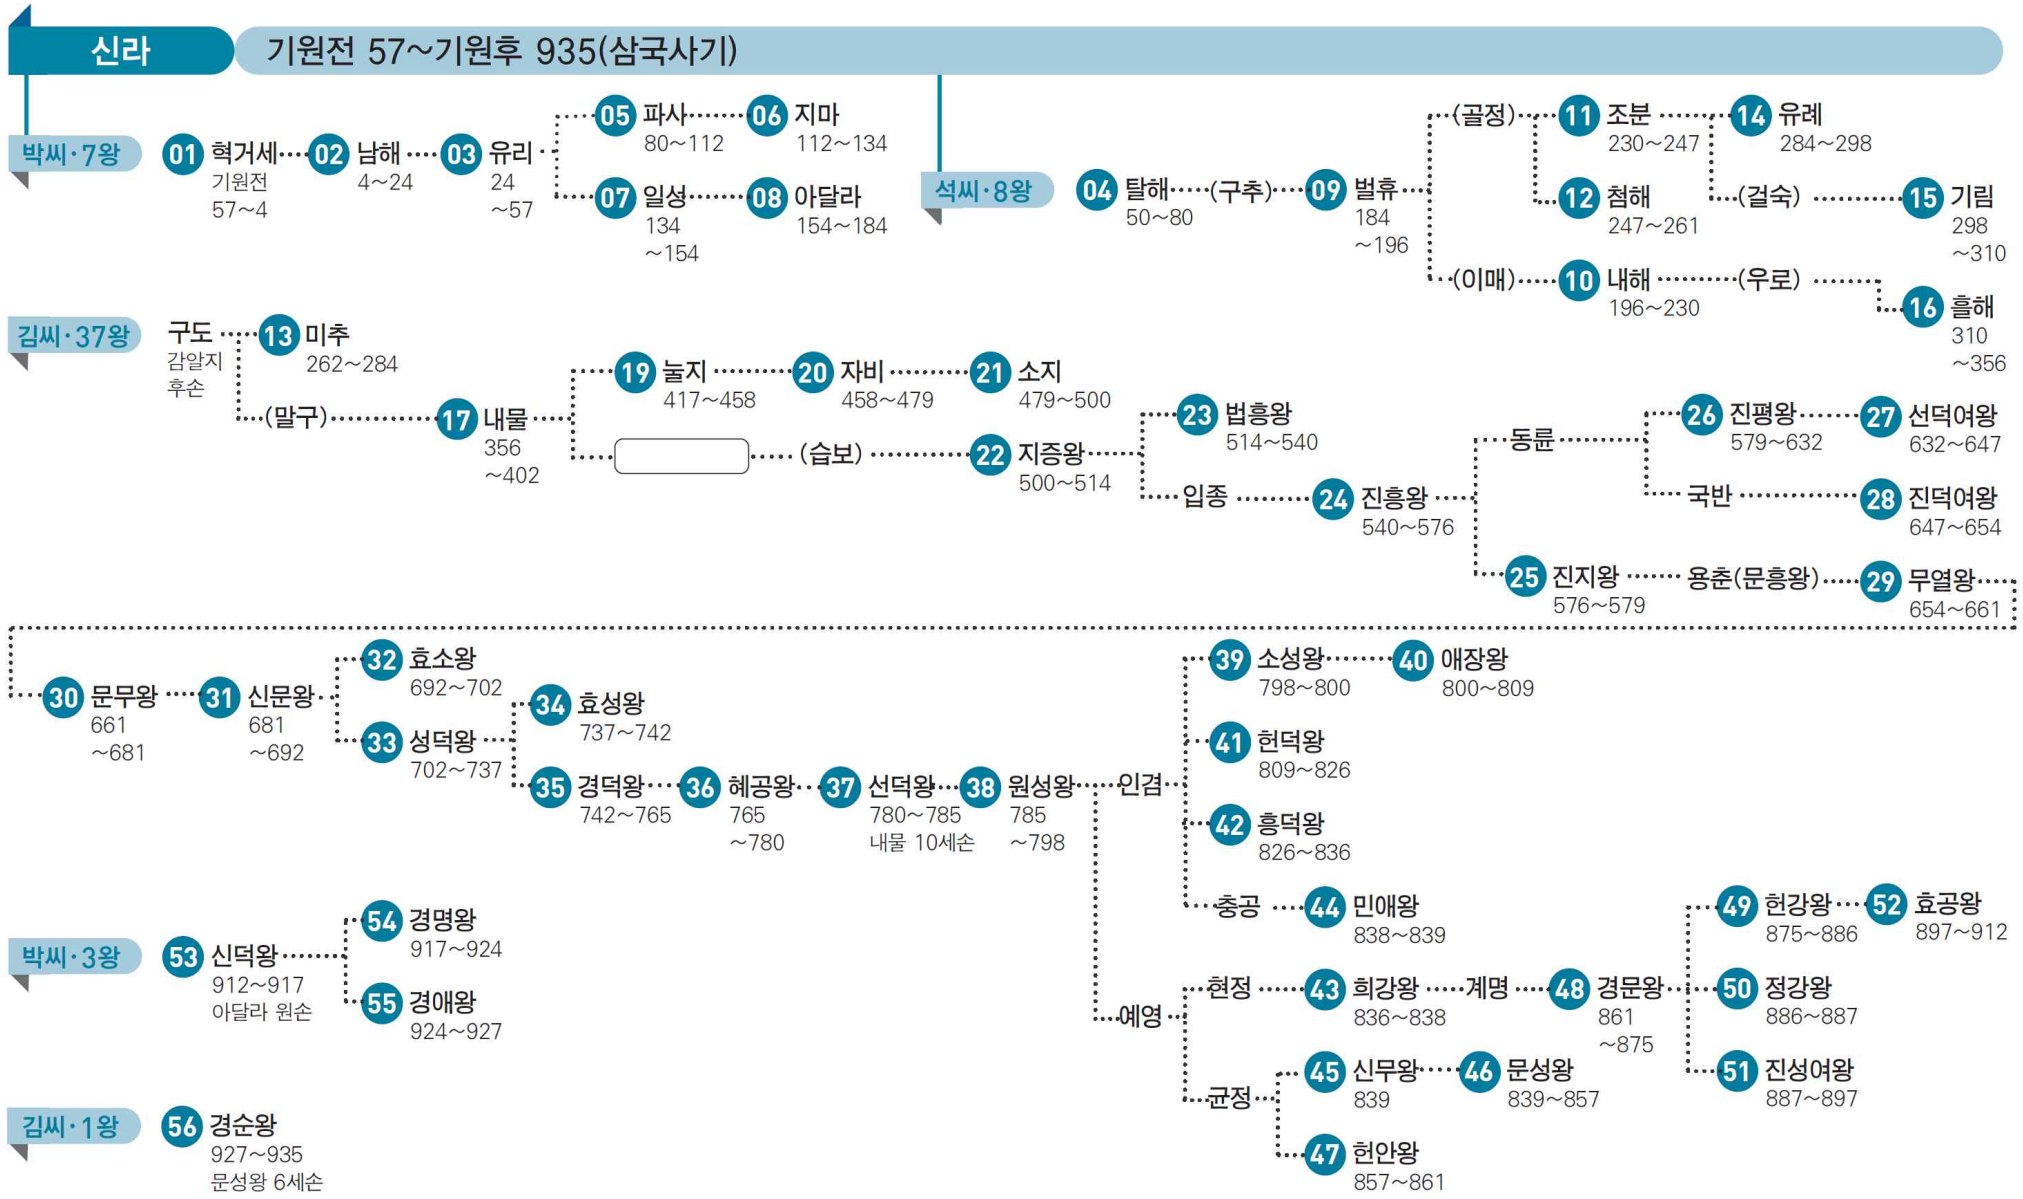 신라
기원전 57~기원후 935(삼국사기)
박씨·7왕
01 혁거세
기원전
57~4
02 남해
4~24
03 유리
24
~57
05 파사
80~112
06 지마
112~134
07 일성
134
~154
08 아달라
154~184
석씨·8왕
04 탈해
50~80
(구추)
09 벌휴
184
~196
(골정)
11 조분
230~247
14 유례
284~298
12 첨해
247~261
(걸숙)
15 기림
298
~310
(이매)
10 내해
196~230
(우로)
16 흘해
310
~356
김씨·37왕
구도
감알지
후손
13 미추
262~284
(말구)
17 내물
356
~402
19 눌지
417~458
20 자비
458~479
21 소지
479~500
(습보)
22 지증왕
500~514
23 법흥왕
514~540
입종
24 진흥왕
540~576
동륜
26 진평왕
579~632
27 선덕여왕
632~647
국반
28 진덕여왕
647~654
25 진지왕
576~579
용춘(문흥왕)
29 무열왕
654~661
30 문무왕
661
~681
31 신문왕
681
~692
32 효소왕
692~702
33 성덕왕
702~737
34 효성왕
737~742
35 경덕왕
742~765
36 혜공왕
765
~780
37 선덕왕
780~785
내물 10세손
38 원성왕
785
~798
인겸
39 소성왕
798~800
40 애장왕
800~809
41 헌덕왕
809~826
42 흥덕왕
826~836
충공
44 민애왕
838~839
예영
현정
43 희강왕
836~838
계명
48 경문왕
861
~875
49 헌강왕
875~886
52 효공왕
897~912
50 정강왕
886~887
51 진성여왕
887~897
균정
45 신무왕
839
46 문성왕
839~857
47 헌안왕
857~861
박씨·3왕
53 신덕왕
912~917
아달라 원손
54 경명왕
917~924
55 경애왕
924~927
김씨·1왕
56 경순왕
927~935
문성왕 6세손